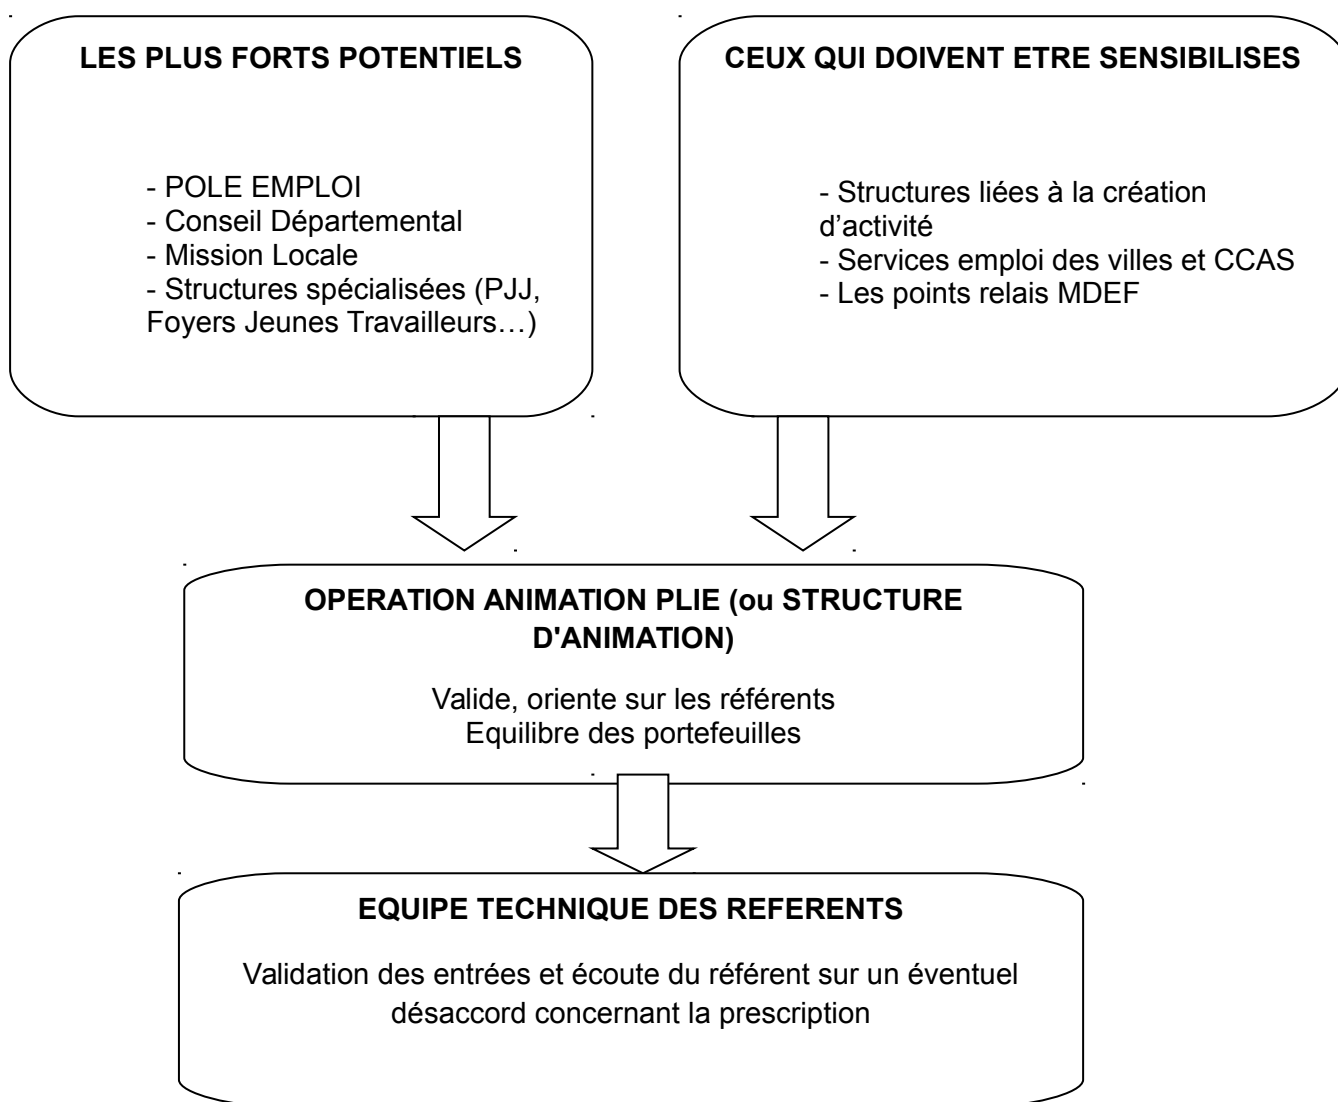 LES PLUS FORTS POTENTIELS
- POLE EMPLOI
- Conseil Départemental
- Mission Locale
- Structures spécialisées (PJJ,
Foyers Jeunes Travailleurs…)
CEUX QUI DOIVENT ETRE SENSIBILISES
- Structures liées à la création
d’activité
- Services emploi des villes et CCAS
- Les points relais MDEF
OPERATION ANIMATION PLIE (ou STRUCTURE
D'ANIMATION)
Valide, oriente sur les référents
Equilibre des portefeuilles
EQUIPE TECHNIQUE DES REFERENTS
Validation des entrées et écoute du référent sur un éventuel
désaccord concernant la prescription